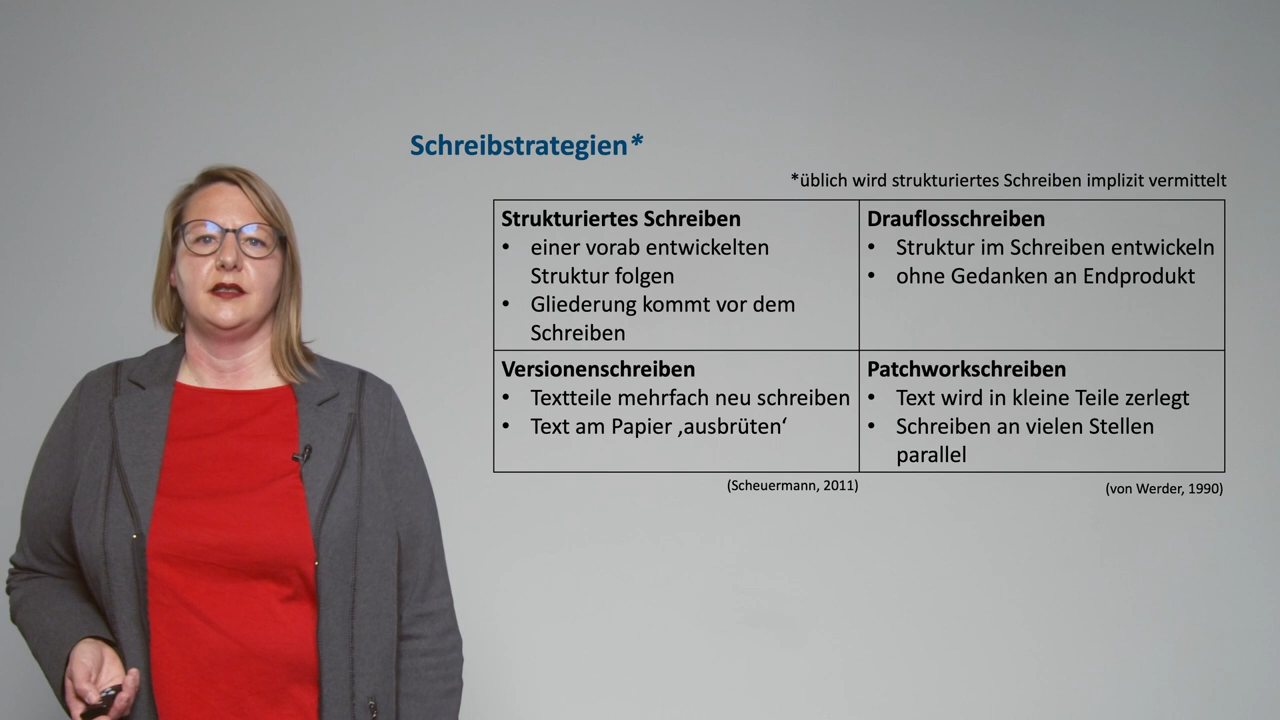 Schreibstrategien*
*üblich wird strukturiertes Schreiben implizit vermittelt
Strukturiertes Schreiben
• einer vorab entwickelten
Struktur folgen
• Gliederung kommt vor dem
Schreiben
Drauflosschreiben
• Struktur im Schreiben entwickeln
• ohne Gedanken an Endprodukt
Versionenschreiben
• Textteile mehrfach neu schreiben
• Text am Papier ‚ausbrüten‘
Patchworkschreiben
• Text wird in kleine Teile zerlegt
• Schreiben an vielen Stellen
parallel
(Scheuermann, 2011)
(von Werder, 1990)